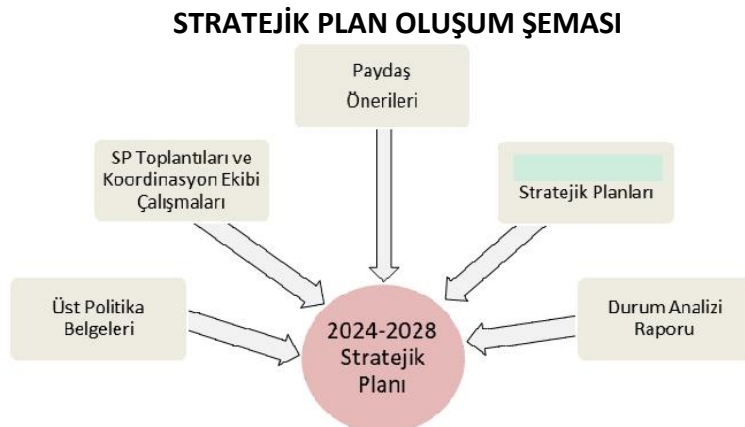 STRATEJİK PLAN OLUŞUM ŞEMASI
Paydaş
Önerileri
SP Toplantıları ve
Koordinasyon Ekibi
Çalışmaları
Stratejik Planları
Üst Politika
Belgeleri
2024-2028
Stratejik
Planı
Durum Analizi
Raporu